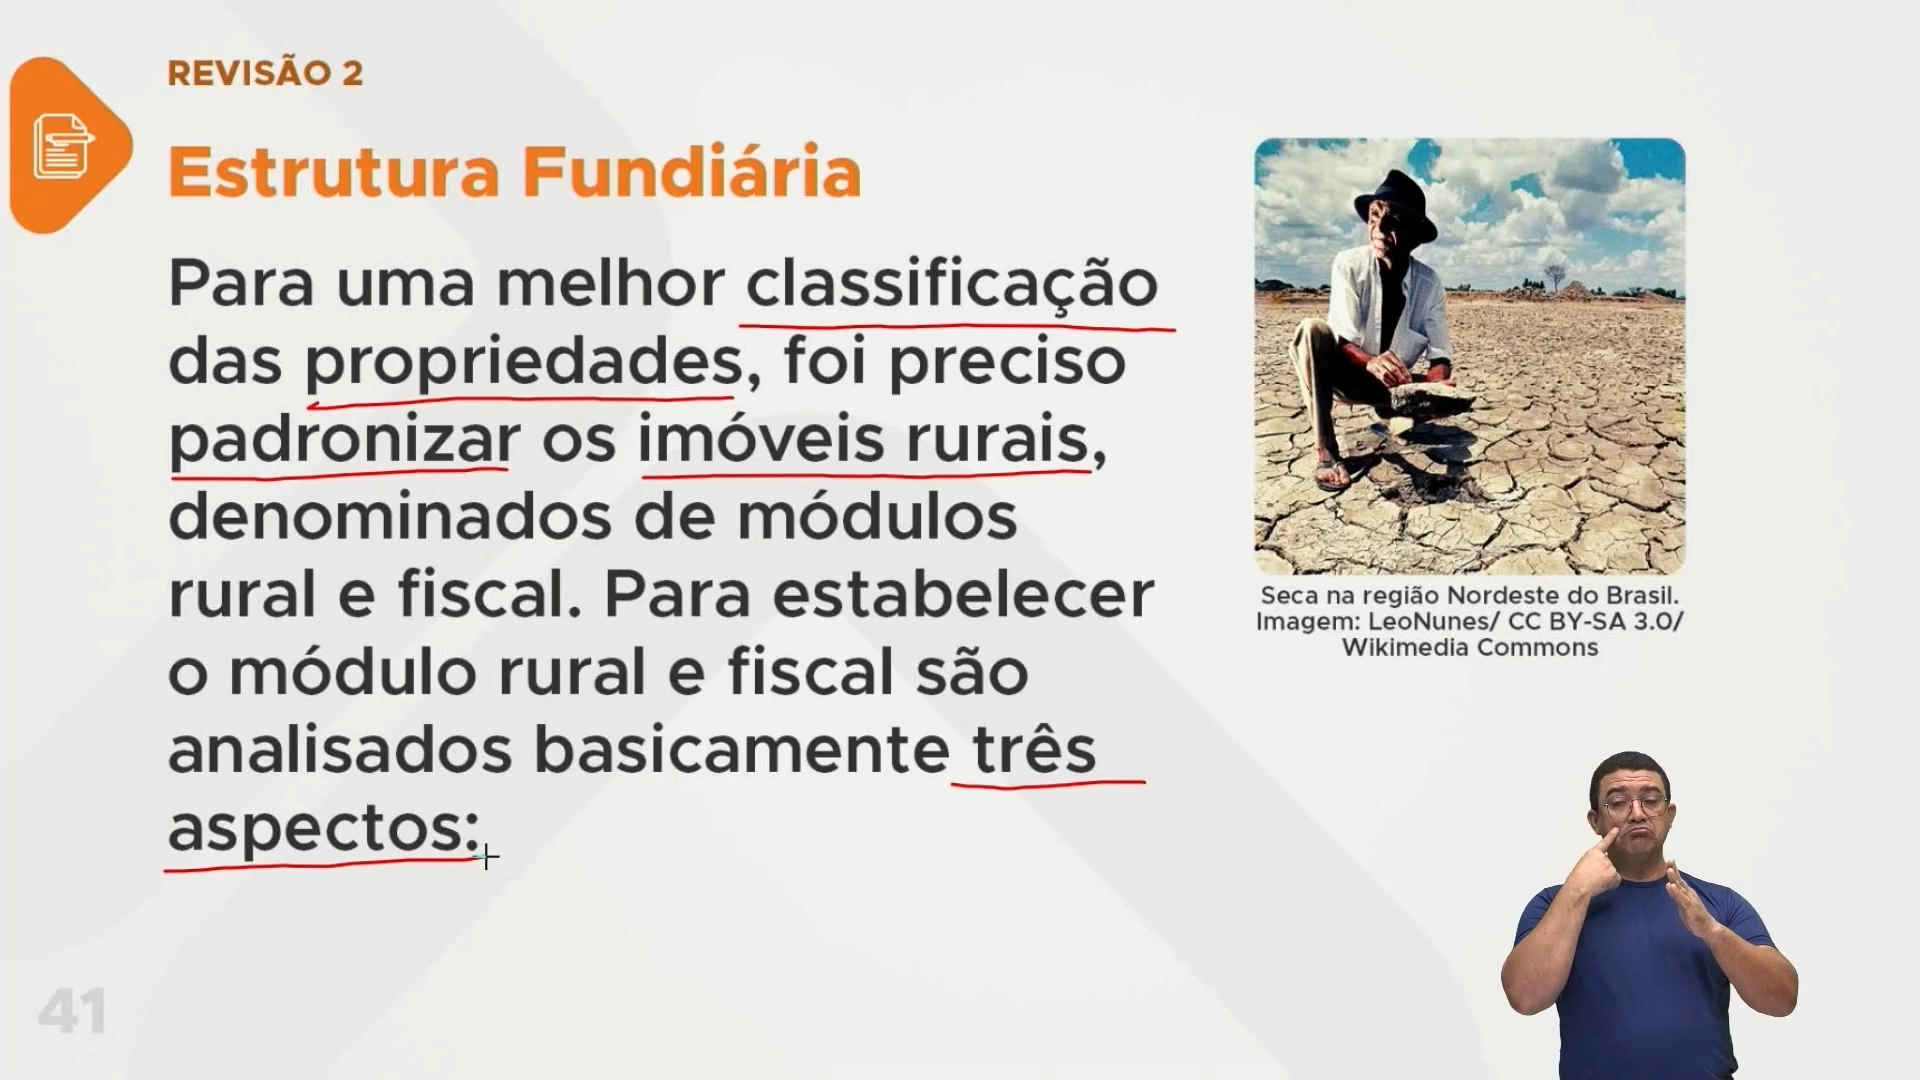 REVISÃO 2
Estrutura Fundiária
Para uma melhor classificação
das propriedades, foi preciso
padronizar os imóveis rurais,
denominados de módulos
rural e fiscal. Para estabelecer
o módulo rural e fiscal são
analisados basicamente três
aspectos:
Seca na região Nordeste do Brasil.
Imagem: LeoNunes/ CC BY-SA 3.0/
Wikimedia Commons
41